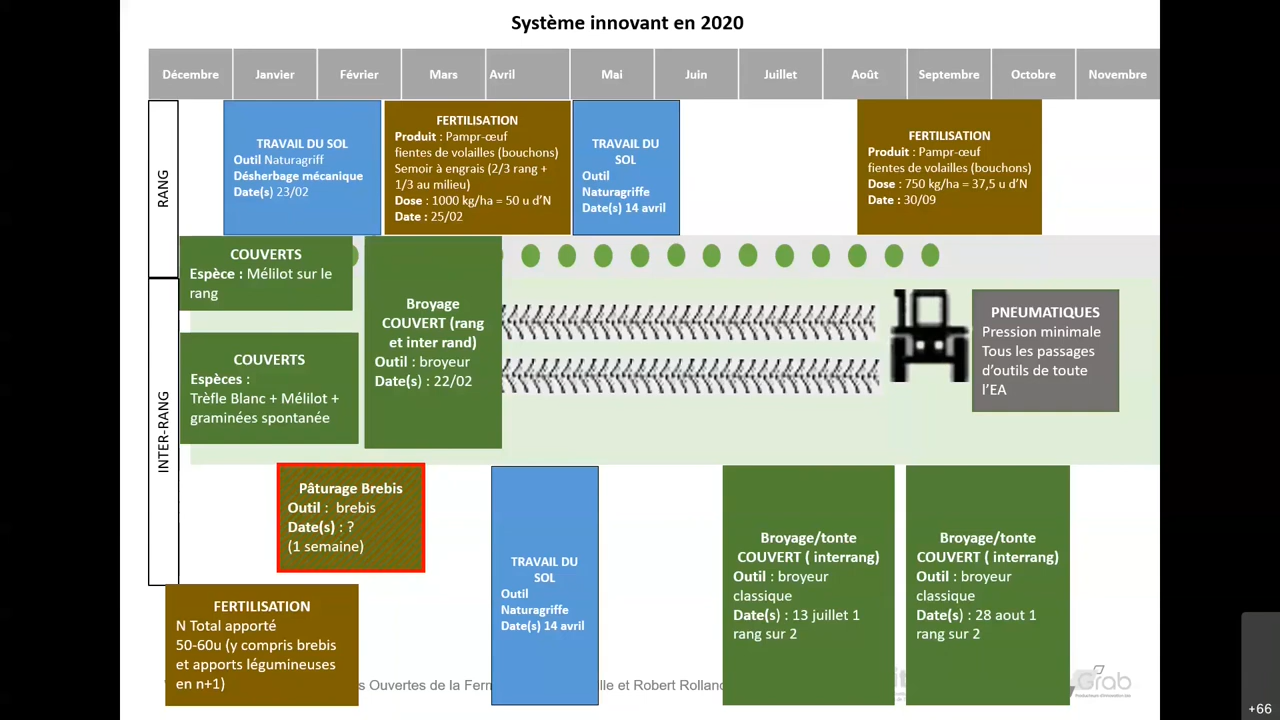 Système innovant en 2020
Décembre
Janvier
Février
Mars
Avril
Mai
Juin
Juillet
Août
Septembre
Octobre
Novembre
RANG
TRAVAIL DU SOL
Outil Naturagriff
Désherbage mécanique
Date(s) 23/02
FERTILISATION
Produit : Pampr-œuf
fientes de volailles (bouchons)
Semoir à engrais (2/3 rang +
1/3 au milieu)
Dose : 1000 kg/ha = 50 u d’N
Date : 25/02
TRAVAIL DU
SOL
Outil
Naturagriffe
Date(s) 14 avril
FERTILISATION
Produit : Pampr-œuf
fientes de volailles (bouchons)
Dose : 750 kg/ha = 37,5 u d’N
Date : 30/09
COUVERTS
Espèce : Mélilot sur le
rang
INTER-RANG
COUVERTS
Espèces :
Trèfle Blanc + Mélilot +
graminées spontanée
Broyage
COUVERT (rang
et inter rand)
Outil : broyeur
Date(s) : 22/02
PNEUMATIQUES
Pression minimale
Tous les passages
d’outils de toute
l’EA
Pâturage Brebis
Outil : brebis
Date(s) : ?
(1 semaine)
TRAVAIL DU
SOL
Outil
Naturagriffe
Date(s) 14 avril
Broyage/tonte
COUVERT ( interrang)
Outil : broyeur
classique
Date(s) : 13 juillet 1
rang sur 2
Broyage/tonte
COUVERT ( interrang)
Outil : broyeur
classique
Date(s) : 28 aout 1
rang sur 2
FERTILISATION
N Total apporté
50-60u (y compris brebis
et apports légumineuses
en n+1)
s Ouvertes de la Ferm lle et Robert Rolland
Grab
+66